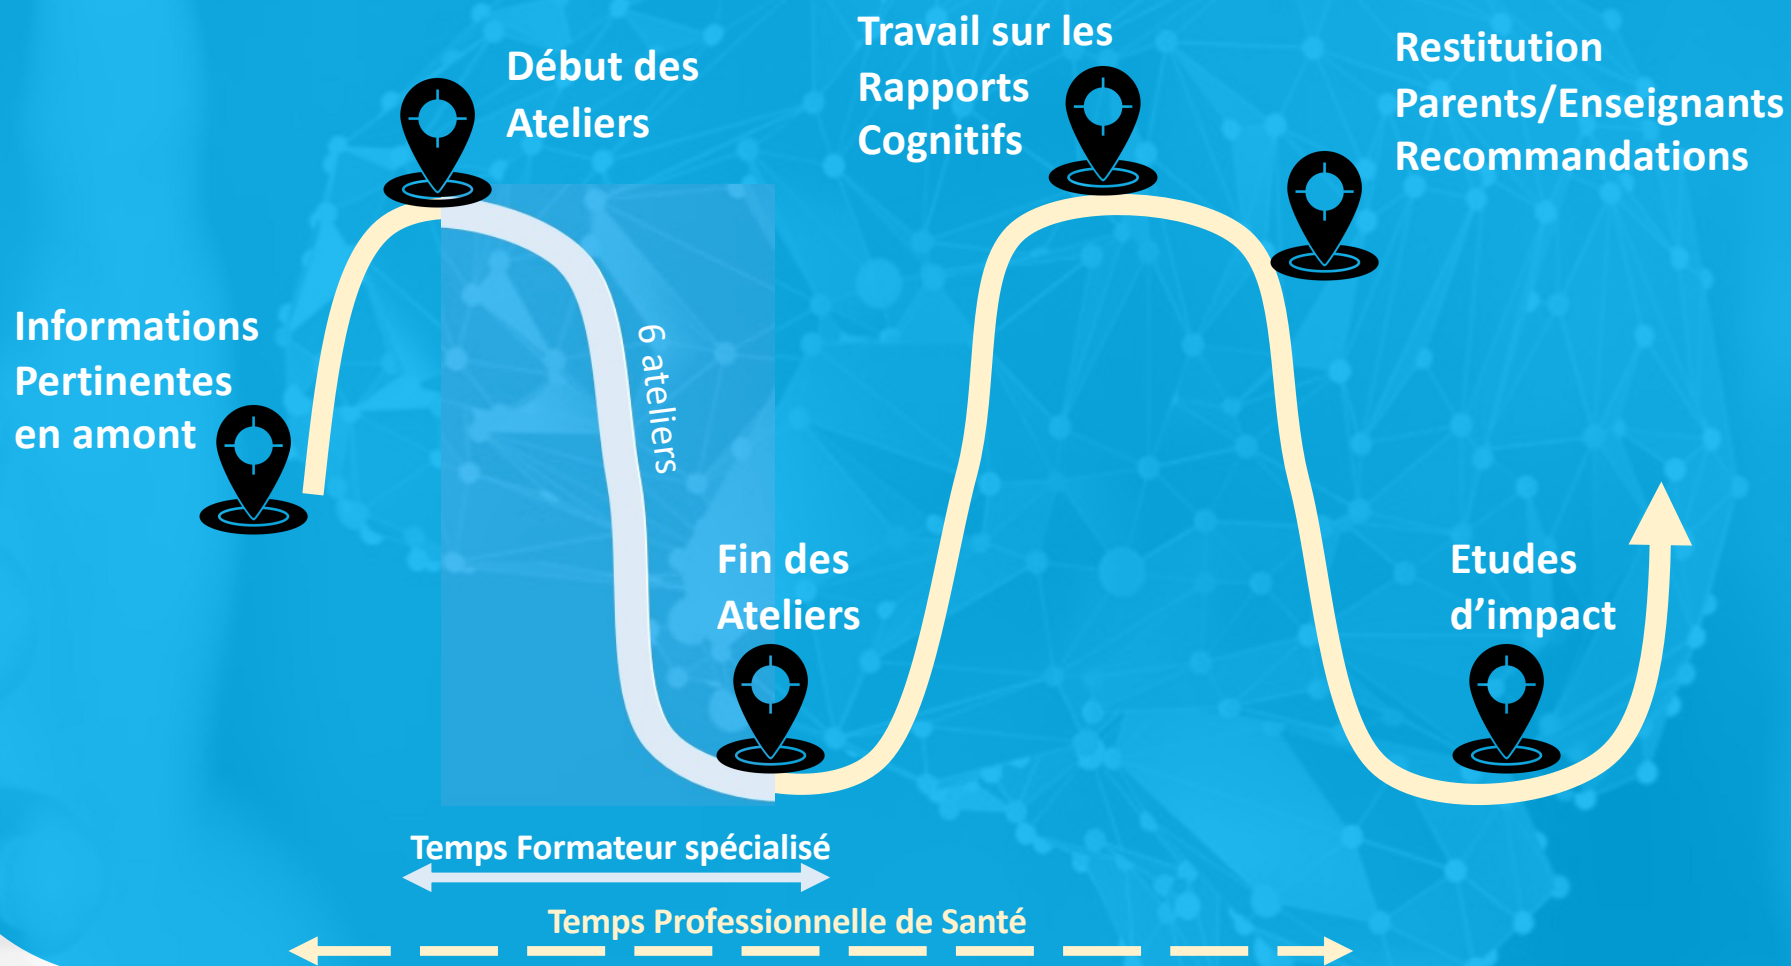 Informations
Pertinentes
en amont
Début des
Ateliers
6 ateliers
Fin des
Ateliers
Travail sur les
Rapports
Cognitifs
Restitution
Parents/Enseignants
Recommandations
Etudes
d’impact
Temps Formateur spécialisé
Temps Professionnelle de Santé